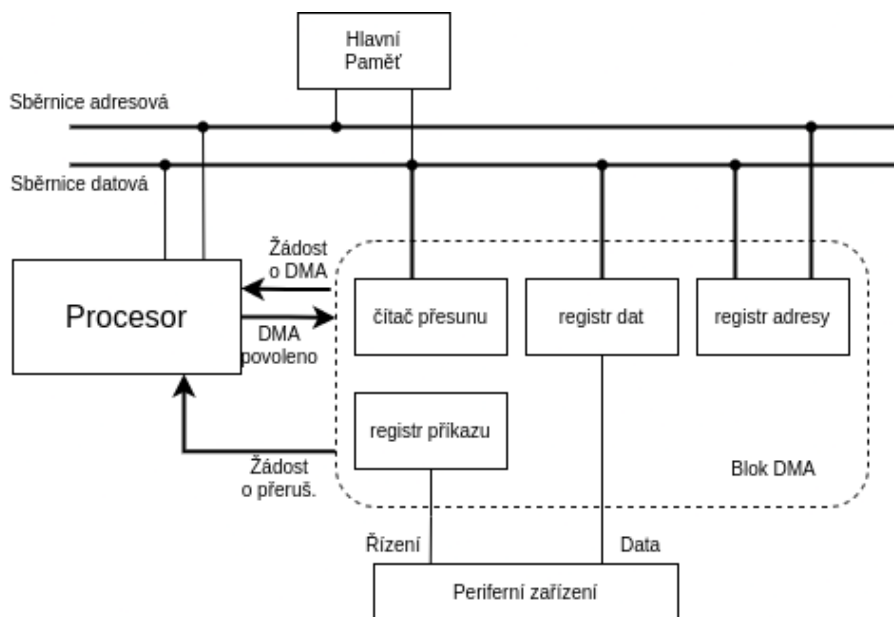 Hlavní
Paměť
Sběrnice adresová
Sběrnice datová
Žádost
o DMA
Procesor
DMA
povoleno
čítač přesunu
registr dat
registr adresy
registr příkazu
Žádost
o přeruš.
Blok DMA
Řízení
Data
Periferní zařízení